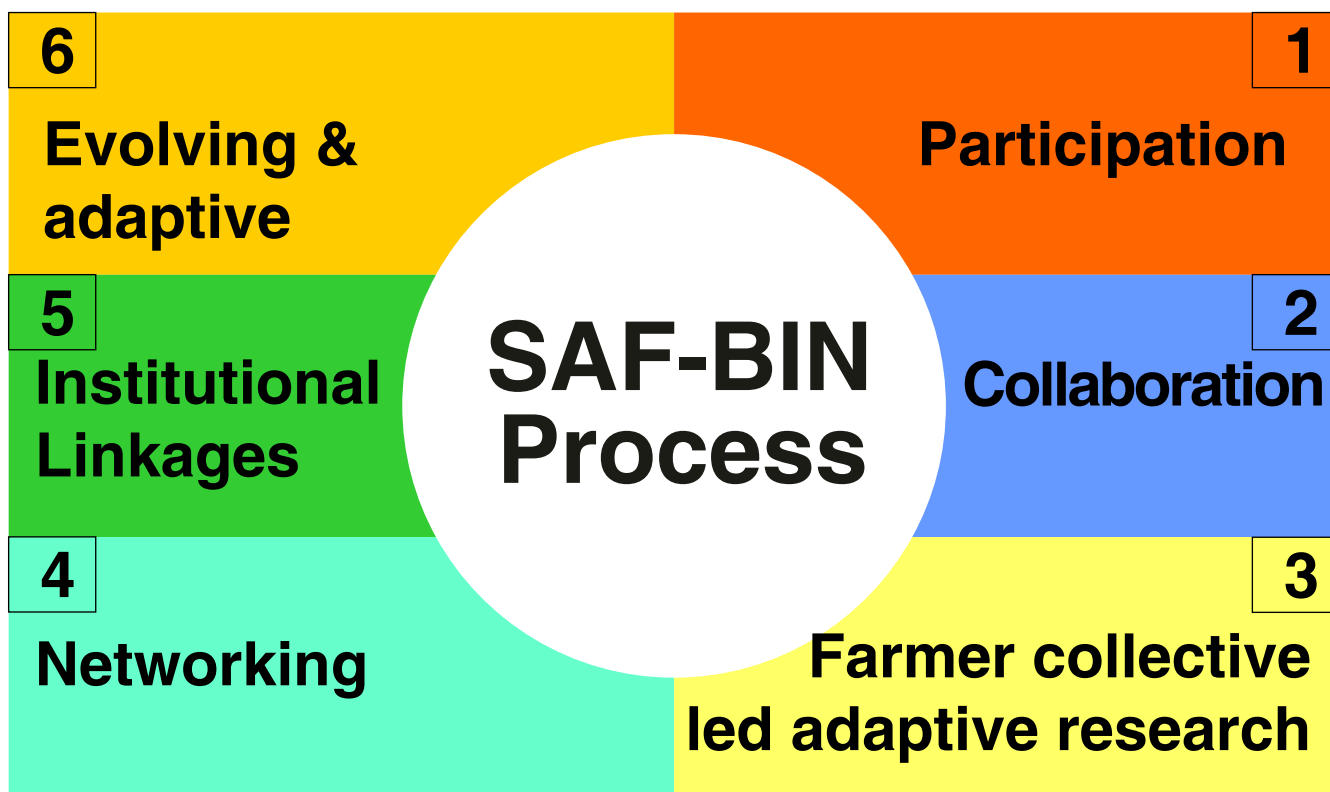 6
Evolving &
adaptive
1
Participation
5
Institutional
Linkages
SAF-BIN
Process
2
Collaboration
4
Networking
3
Farmer collective
led adaptive research